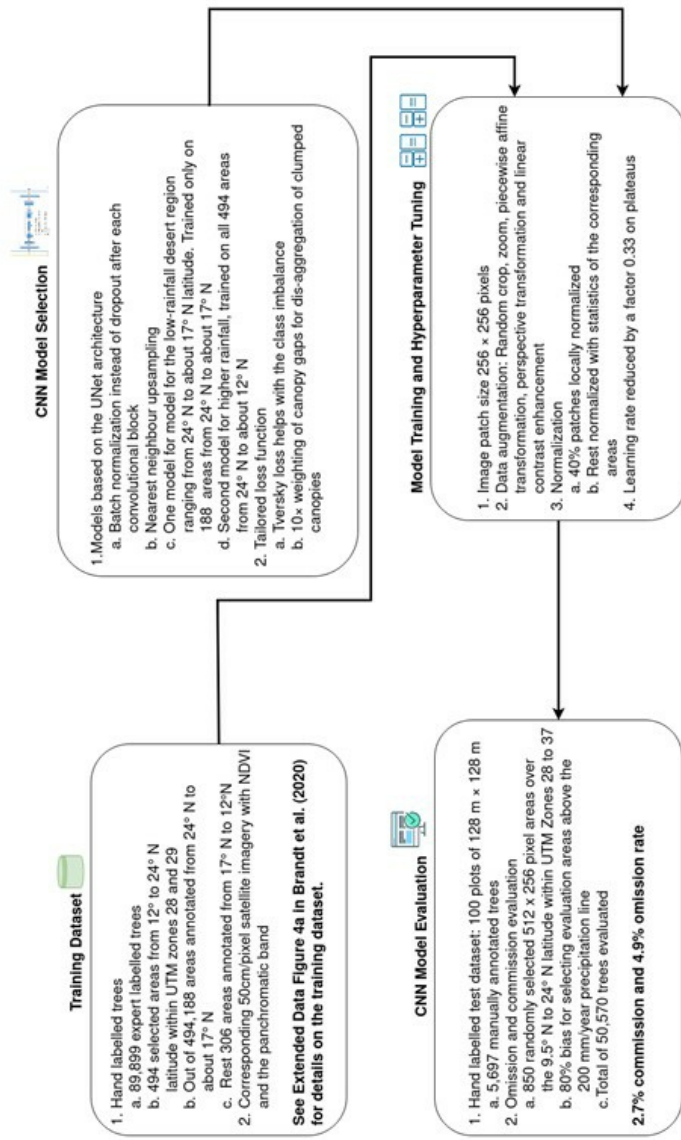 Training Dataset
1. Hand labelled trees
a. 89,899 expert labelled trees
b. 494 selected areas from 12° to 24° N
latitude within UTM zones 28 and 29
b. Out of 494,188 areas annotated from 24° N to
about 17° N
c. Rest 306 areas annotated from 17° N to 12°N
2. Corresponding 50cm/pixel satellite imagery with NDVI
and the panchromatic band
See Extended Data Figure 4a in Brandt et al. (2020)
for details on the training dataset.
CNN Model Selection
1.Models based on the UNet architecture
a. Batch normalization instead of dropout after each
convolutional block
b. Nearest neighbour upsampling
c. One model for model for the low-rainfall desert region
ranging from 24° N to about 17° N latitude. Trained only on
188 areas from 24° N to about 17° N
d. Second model for higher rainfall, trained on all 494 areas
from 24° N to about 12° N
2. Tailored loss function
a. Tversky loss helps with the class imbalance
b. 10× weighting of canopy gaps for dis-aggregation of clumped
canopies
CNN Model Evaluation
1. Hand labelled test dataset: 100 plots of 128 m × 128 m
a. 5,697 manually annotated trees
2. Omission and commission evaluation
a. 850 randomly selected 512 x 256 pixel areas over
the 9.5° N to 24° N latitude within UTM Zones 28 to 37
b. 80% bias for selecting evaluation areas above the
200 mm/year precipitation line
c.Total of 50,570 trees evaluated
2.7% commission and 4.9% omission rate
Model Training and Hyperparameter Tuning
1. Image patch size 256 × 256 pixels
2. Data augmentation: Random crop, zoom, piecewise affine
transformation, perspective transformation and linear
contrast enhancement
3. Normalization
a. 40% patches locally normalized
b. Rest normalized with statistics of the corresponding
areas
4. Learning rate reduced by a factor 0.33 on plateaus